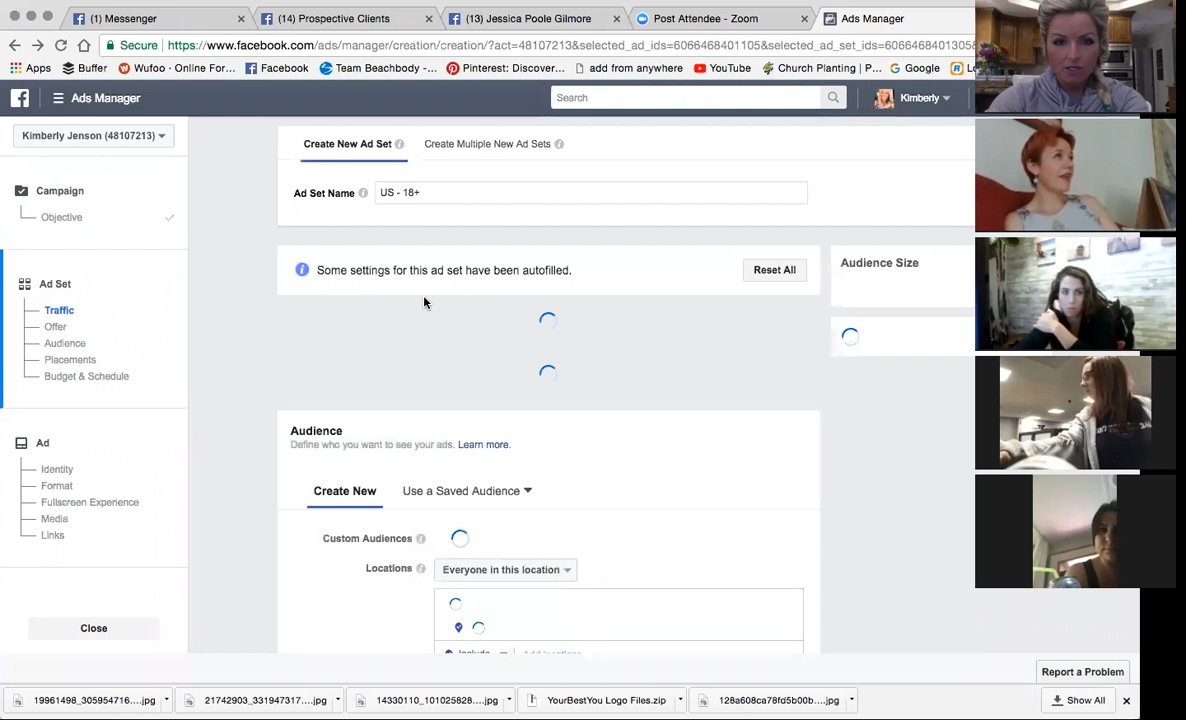 (1) Messenger
(14) Prospective Clients
(13) Jessica Poole Gilmore
Post Attendee - Zoom
Ads Manager
Secure
https://www.facebook.com/ads/manager/creation/creation/?act=48107213&selected_ad_ids=6066468401105&selected_ad_set_ids=6066468401305&
Apps
Buffer
Wufoo - Online For...
Facebook
Team Beachbody -...
Pinterest: Discover...
add from anywhere
YouTube
Church Planting | P...
Google
Ads Manager
Search
Kimberly
Kimberly Jenson (48107213)
Campaign
Objective
Ad Set
Traffic
Offer
Audience
Placements
Budget & Schedule
Ad
Identity
Format
Fullscreen Experience
Media
Links
Close
Create New Ad Set
Create Multiple New Ad Sets
Ad Set Name
US - 18+
Some settings for this ad set have been autofilled.
Reset All
Audience Size
Audience
Define who you want to see your ads. Learn more.
Create New
Use a Saved Audience
Custom Audiences
Locations
Everyone in this location
Include
Add locations
Report a Problem
19961498_305954716....jpg
21742903_331947317....jpg
14330110_101025828....jpg
YourBestYou Logo Files.zip
128a608ca78fd5b00b....jpg
Show All